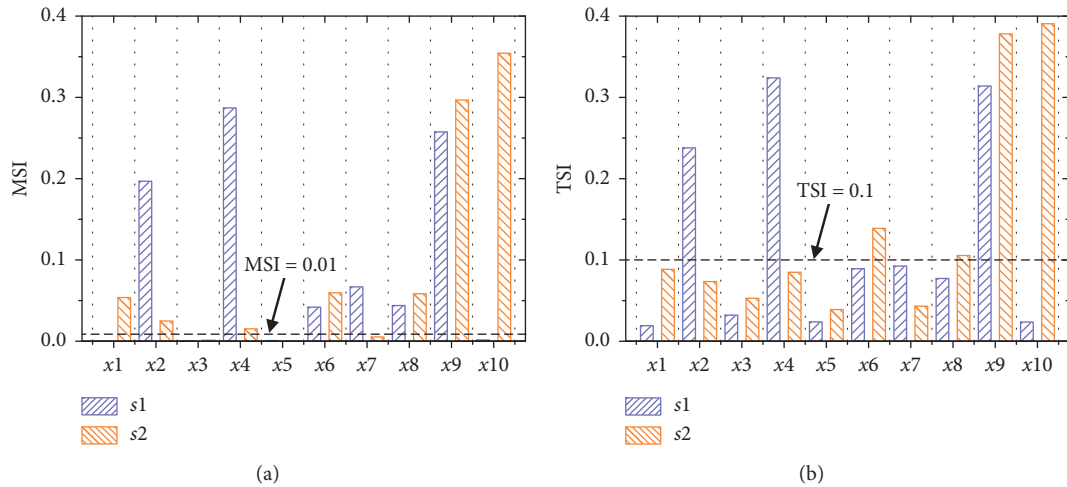 0.4
0.3
0.2
0.1
0.0
MSI
MSI = 0.01
x1 x2 x3 x4 x5 x6 x7 x8 x9 x10
s1
s2
(a)
0.4
0.3
0.2
0.1
0.0
TSI
TSI = 0.1
x1 x2 x3 x4 x5 x6 x7 x8 x9 x10
s1
s2
(b)